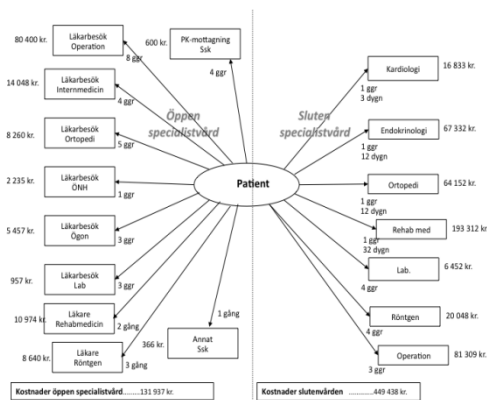 80 400 kr.
Läkarbesök
Operation
8 ggr
600 kr.
PK-mottagning
Ssk
4 ggr
14 048 kr.
Läkarbesök
Internmedicin
4 ggr
8 260 kr.
Läkarbesök
Ortopedi
5 ggr
2 235 kr.
Läkarbesök
ÖNH
1 ggr
5 457 kr.
Läkarbesök
Ögon
3 ggr
957 kr.
Läkarbesök
Lab
3 ggr
10 974 kr.
Läkare
Rehabmedicin
2 gång
8 640 kr.
Läkare
Röntgen
3 gång
366 kr.
Annat
Ssk
1 gång
Öppen
specialistvård
Patient
Sluten
specialistvård
Kardiologi
16 833 kr.
1 ggr
3 dygn
Endokrinologi
67 332 kr.
1 ggr
12 dygn
Ortopedi
64 152 kr.
1 ggr
12 dygn
Rehab med
193 312 kr.
1 ggr
32 dygn
Lab.
6 452 kr.
4 ggr
Röntgen
20 048 kr.
4 ggr
Operation
81 309 kr.
3 ggr
Kostnader öppen specialistvård.........131 937 kr.
Kostnader slutenvården ...............449 438 kr.